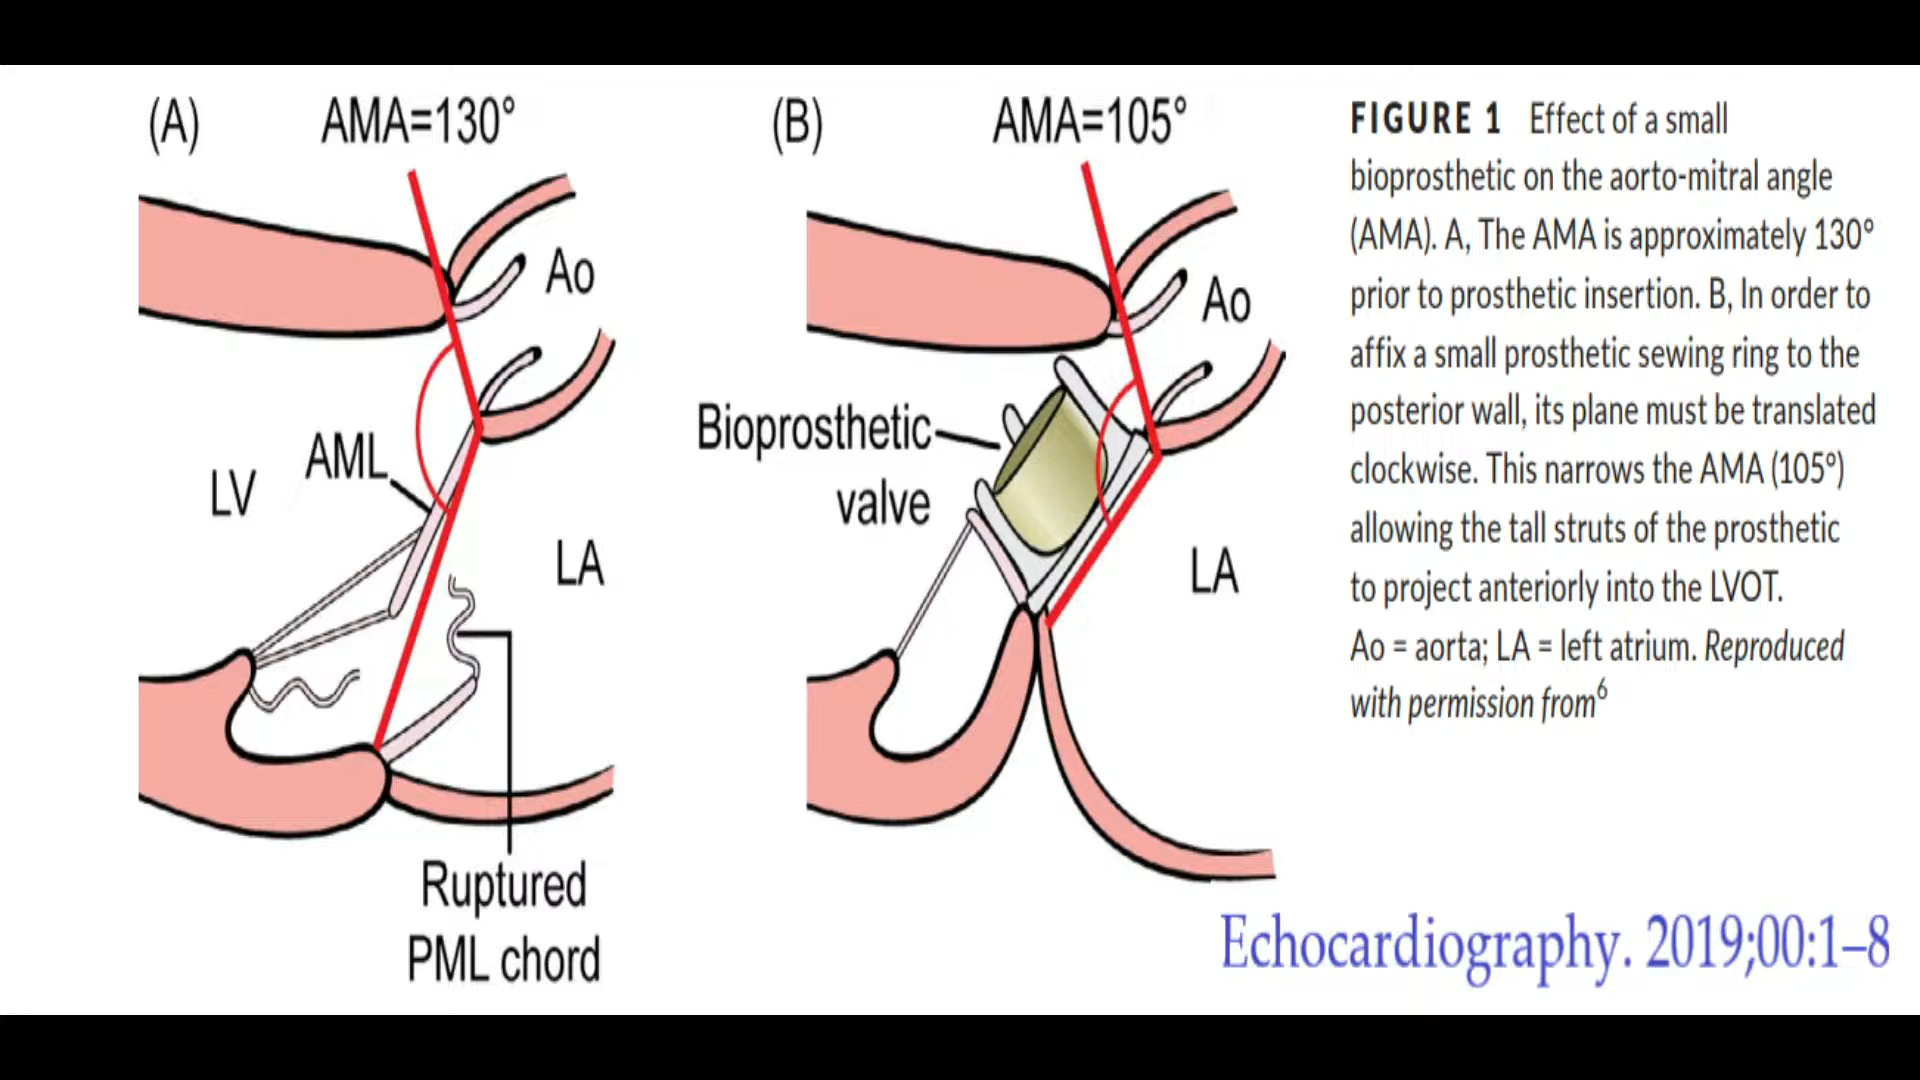 (A)
AMA=130°
Ao
AML
LV
LA
Ruptured
PML chord
(B)
AMA=105°
Ao
Bioprosthetic
valve
LA
FIGURE 1 Effect of a small
bioprosthetic on the aorto-mitral angle
(AMA). A, The AMA is approximately 130°
prior to prosthetic insertion. B, In order to
affix a small prosthetic sewing ring to the
posterior wall, its plane must be translated
clockwise. This narrows the AMA (105°)
allowing the tall struts of the prosthetic
to project anteriorly into the LVOT.
Ao = aorta; LA = left atrium. Reproduced
with permission from6
Echocardiography. 2019;00:1–8